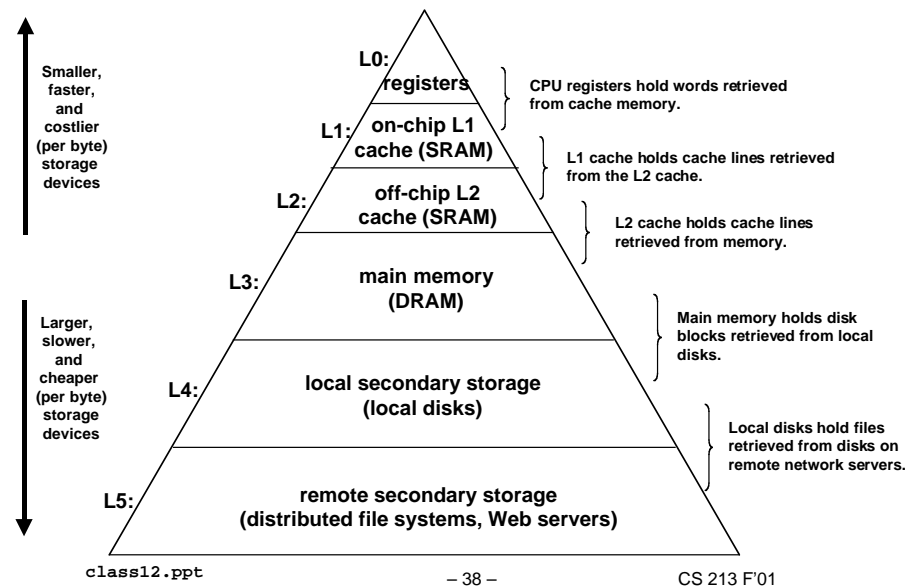 Smaller,
faster,
and
costlier
(per byte)
storage
devices
Larger,
slower,
and
cheaper
(per byte)
storage
devices
L0:
registers
CPU registers hold words retrieved
from cache memory.
L1:
on-chip L1
cache (SRAM)
L1 cache holds cache lines retrieved
from the L2 cache.
L2:
off-chip L2
cache (SRAM)
L2 cache holds cache lines
retrieved from memory.
L3:
main memory
(DRAM)
Main memory holds disk
blocks retrieved from local
disks.
L4:
local secondary storage
(local disks)
Local disks hold files
retrieved from disks on
remote network servers.
L5:
remote secondary storage
(distributed file systems, Web servers)
class12.ppt
– 38 –
CS 213 F'01